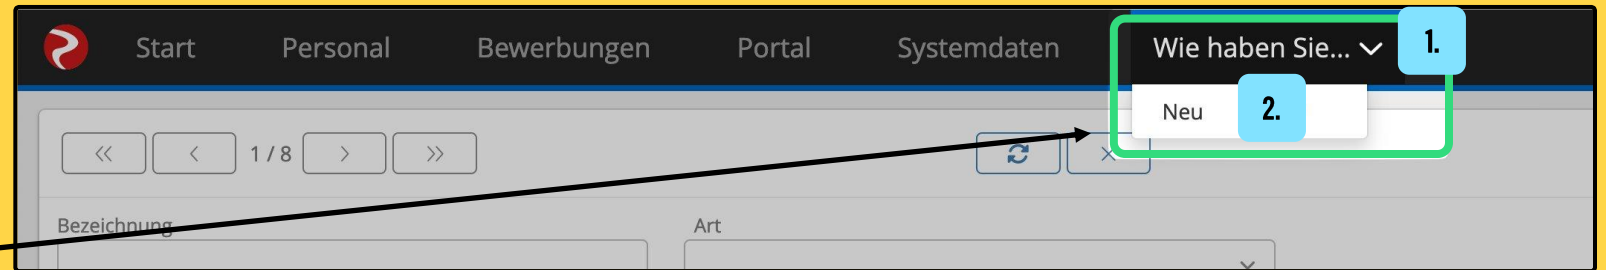 Start Personal Bewerbungen Portal Systemdaten Wie haben Sie... 1.
Neu 2.
1 / 8
Bezeichnung Art